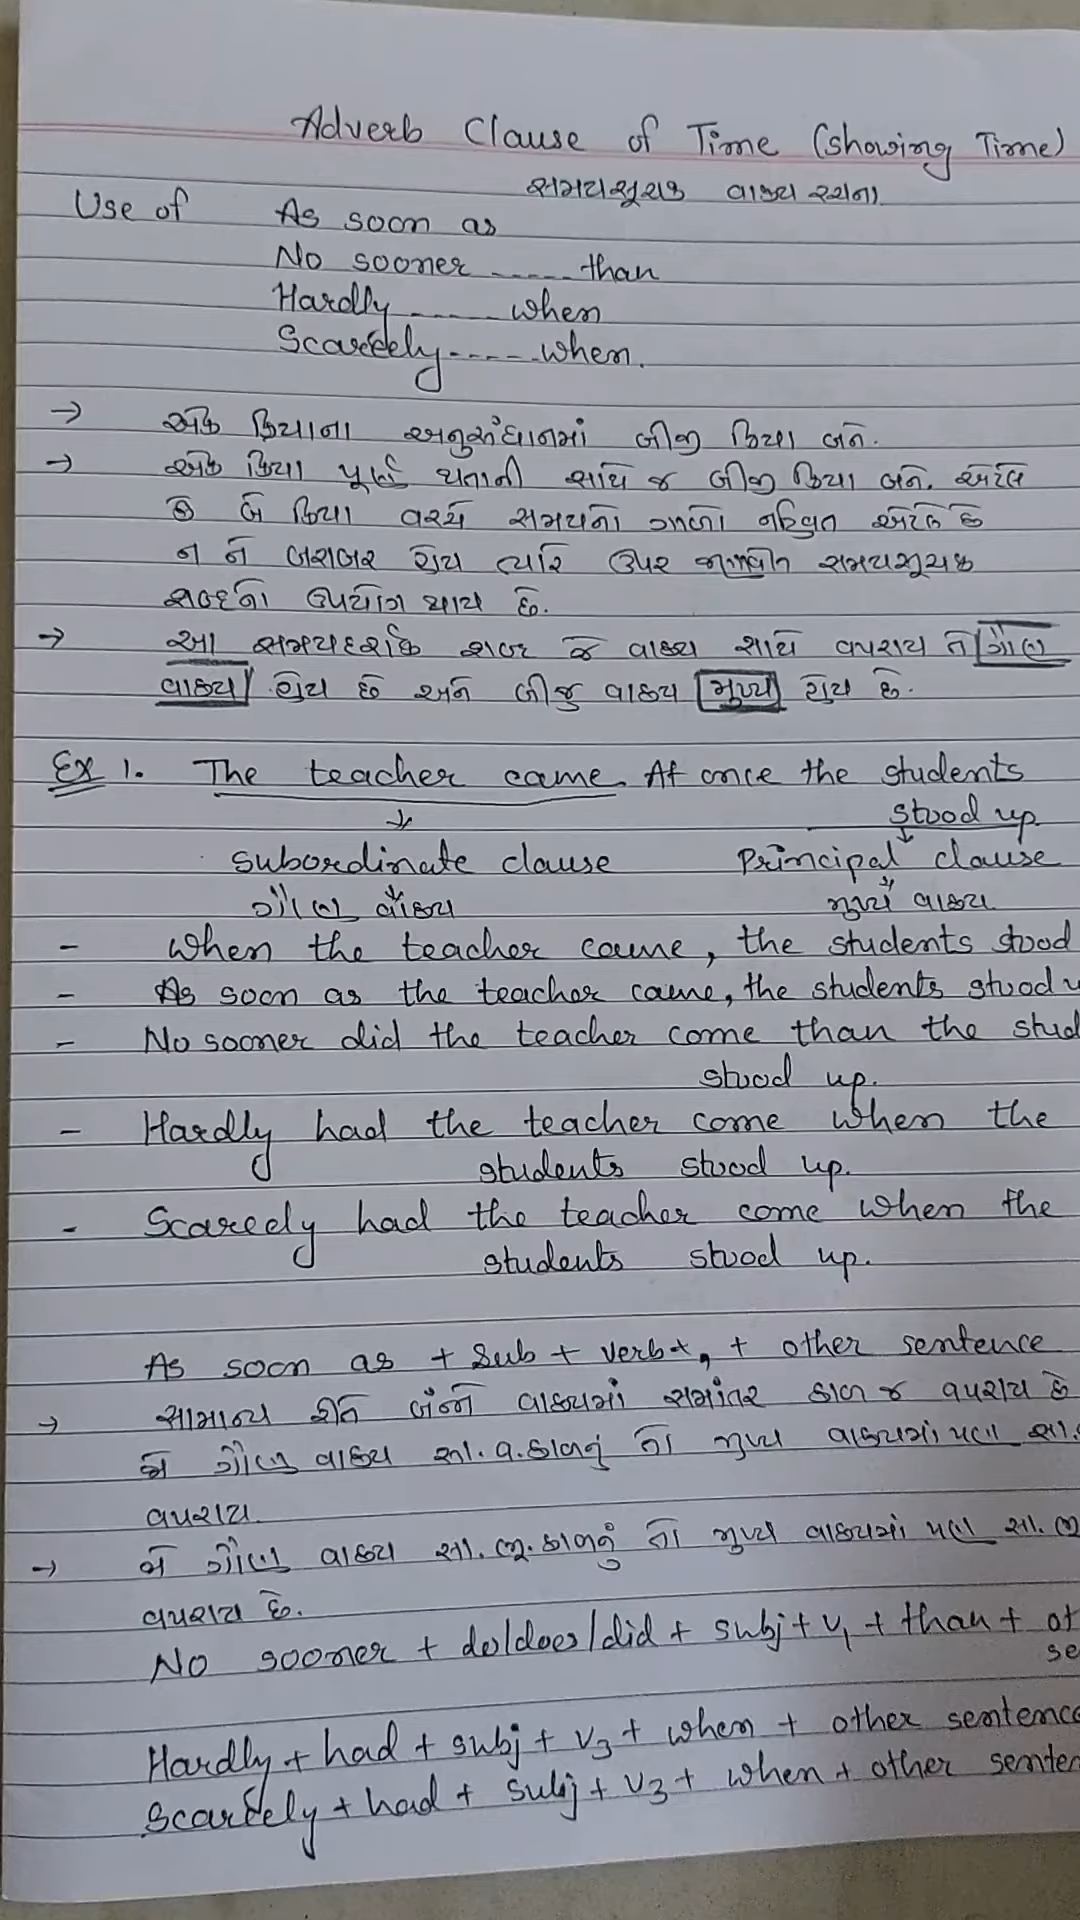 Adverb Clause of Time (showing Time)
સમયસૂચક વાક્ય રચના
Use of As soon as
No sooner ..... than
Hardly ..... when
Scarcely ..... when.
→ એક ક્રિયાના અનુસંધાનમાં બીજી ક્રિયા બને.
→ એક ક્રિયા પૂર્ણ થતાની સાથે જ બીજી ક્રિયા બને. એટલે
કે બે ક્રિયા વચ્ચે સમયનો ગાળો નહિવત એટલે કે
ન ને બરાબર હોય ત્યારે ઉપર સમયસૂચક
શબ્દનો ઉપયોગ થાય છે.
→ આ સમયદર્શક શબ્દ જે વાક્ય સાથે વપરાય તે ગૌણ
વાક્ય હોય છે અને બીજુ વાક્ય મુખ્ય હોય છે.
Ex 1. The teacher came. At once the students
stood up.
subordinate clause Principal clause
ગૌણ વાક્ય મુખ્ય વાક્ય
- when the teacher came, the students stood
- As soon as the teacher came, the students stood u
- No sooner did the teacher come than the stud
stood up.
- Hardly had the teacher come when the
students stood up.
- Scarcely had the teacher come when the
students stood up.
As soon as + Sub + verb , + other sentence
→ સામાન્ય રીતે બંને વાક્યમાં સમાંતર કાળ જ વપરાય છે
જો ગૌણ વાક્ય સા. વ. કાળનું તો મુખ્ય વાક્યમાં પણ સા.
વપરાય.
→ જો ગૌણ વાક્ય સા. ભૂ. કાળનું તો મુખ્ય વાક્યમાં પણ સા. ભૂ
વપરાય છે.
No sooner + do/does/did + subj + V1 + than + ot
se
Hardly + had + subj + V3 + when + other sentence
Scarcely + had + subj + V3 + when + other senten